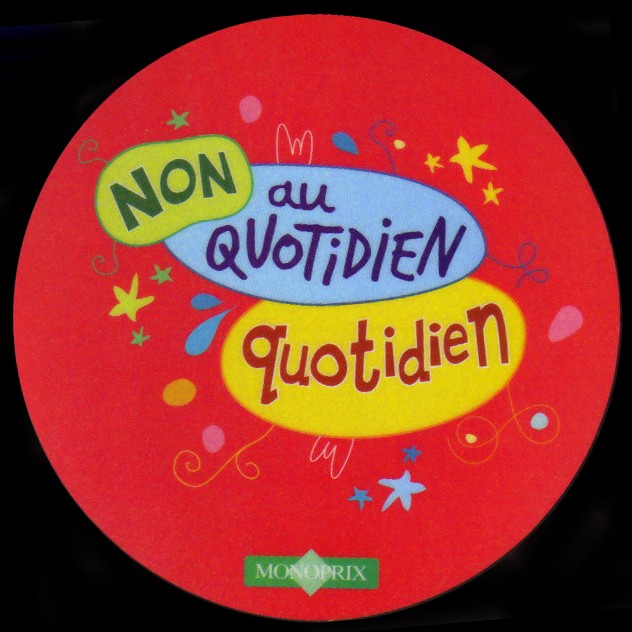 NON au
QUOTIDIEN
quotidien
MONOPRIX